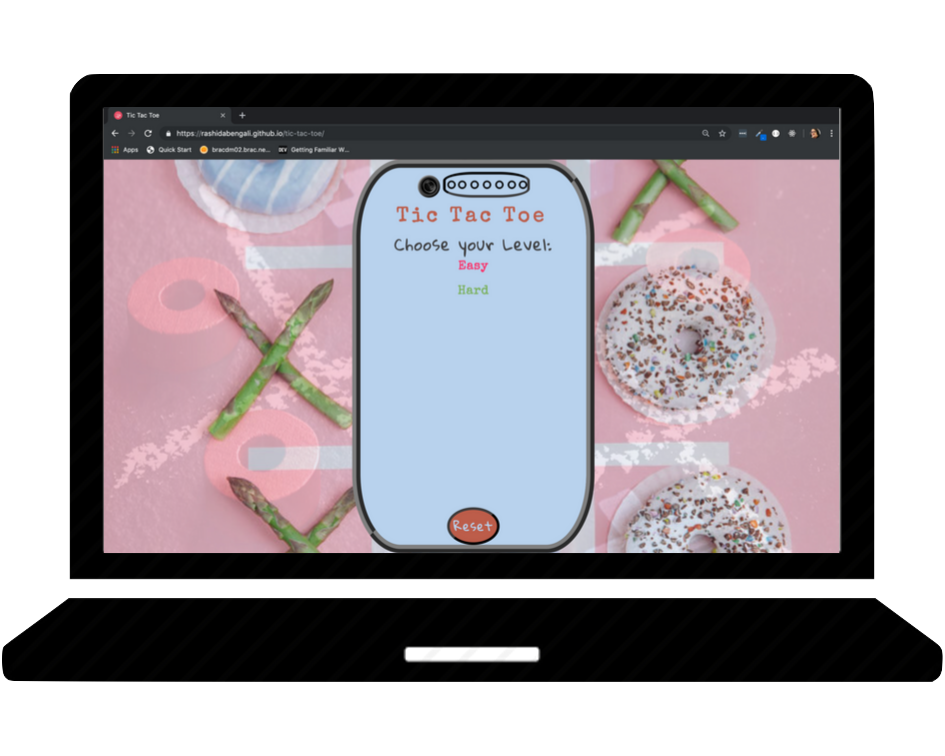 Tic Tac Toe
https://rashidabengali.github.io/tic-tac-toe/
Apps Quick Start bracdm02.brac.ne... DEV Getting Familiar W...
Tic Tac Toe
Choose your Level:
Easy
Hard
Reset